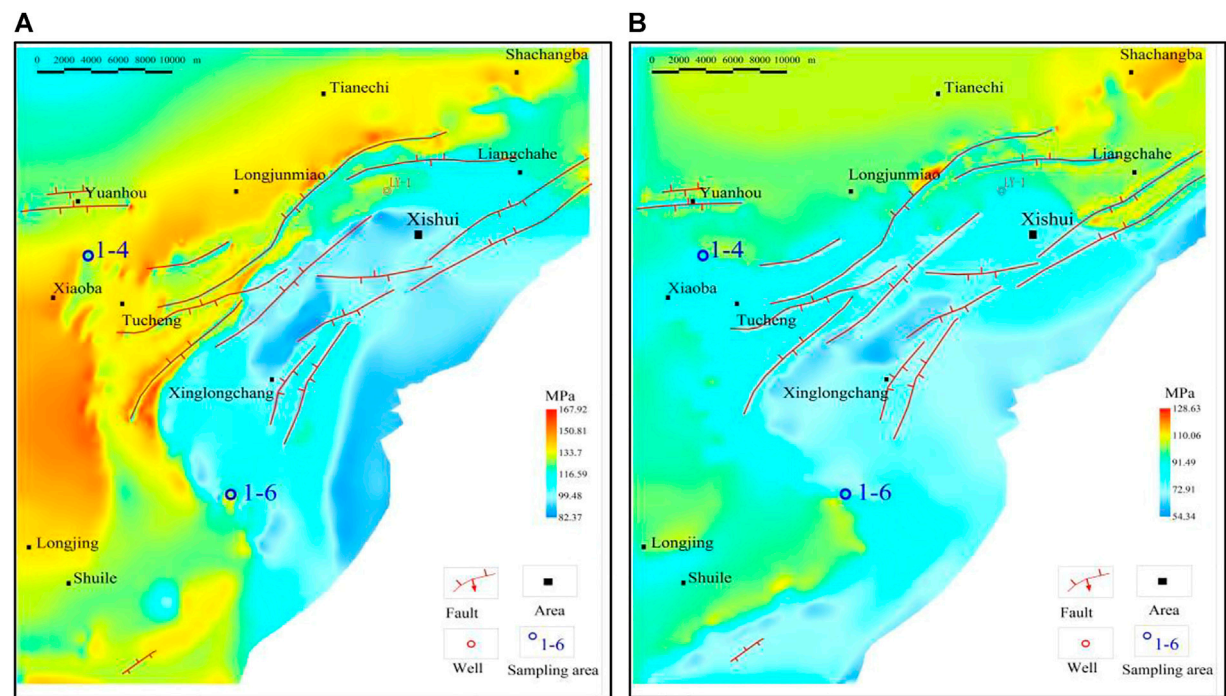 A
0 2000 4000 6000 8000 10000 m
Shachangba
Tianechi
Liangchahe
Longjunmiao
Yuanhou
LY-1
Xishui
1-4
Xiaoba
Tucheng
Xinglongchang
MPa
167.92
150.81
133.7
116.59
99.48
82.37
1-6
Longjing
Shuile
Fault
Area
1-6
Well
Sampling area
B
0 2000 4000 6000 8000 10000 m
Shachangba
Tianechi
Liangchahe
Longjunmiao
Yuanhou
LY-1
Xishui
1-4
Xiaoba
Tucheng
Xinglongchang
MPa
128.63
110.06
91.49
72.91
54.34
1-6
Longjing
Shuile
Fault
Area
1-6
Well
Sampling area